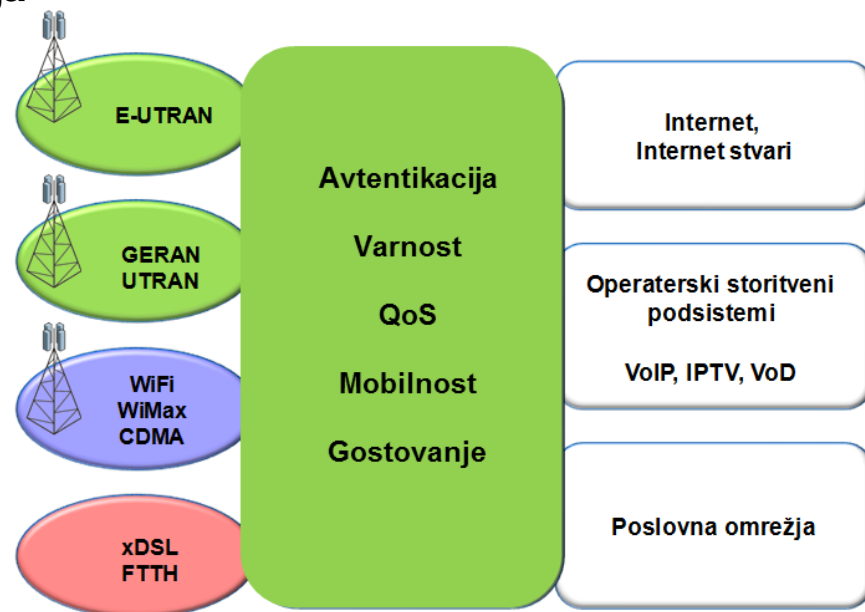 E-UTRAN
GERAN
UTRAN
WiFi
WiMax
CDMA
xDSL
FTTH
Avtentikacija
Varnost
QoS
Mobilnost
Gostovanje
Internet,
Internet stvari
Operaterski storitveni
podsistemi
VoIP, IPTV, VoD
Poslovna omrežja